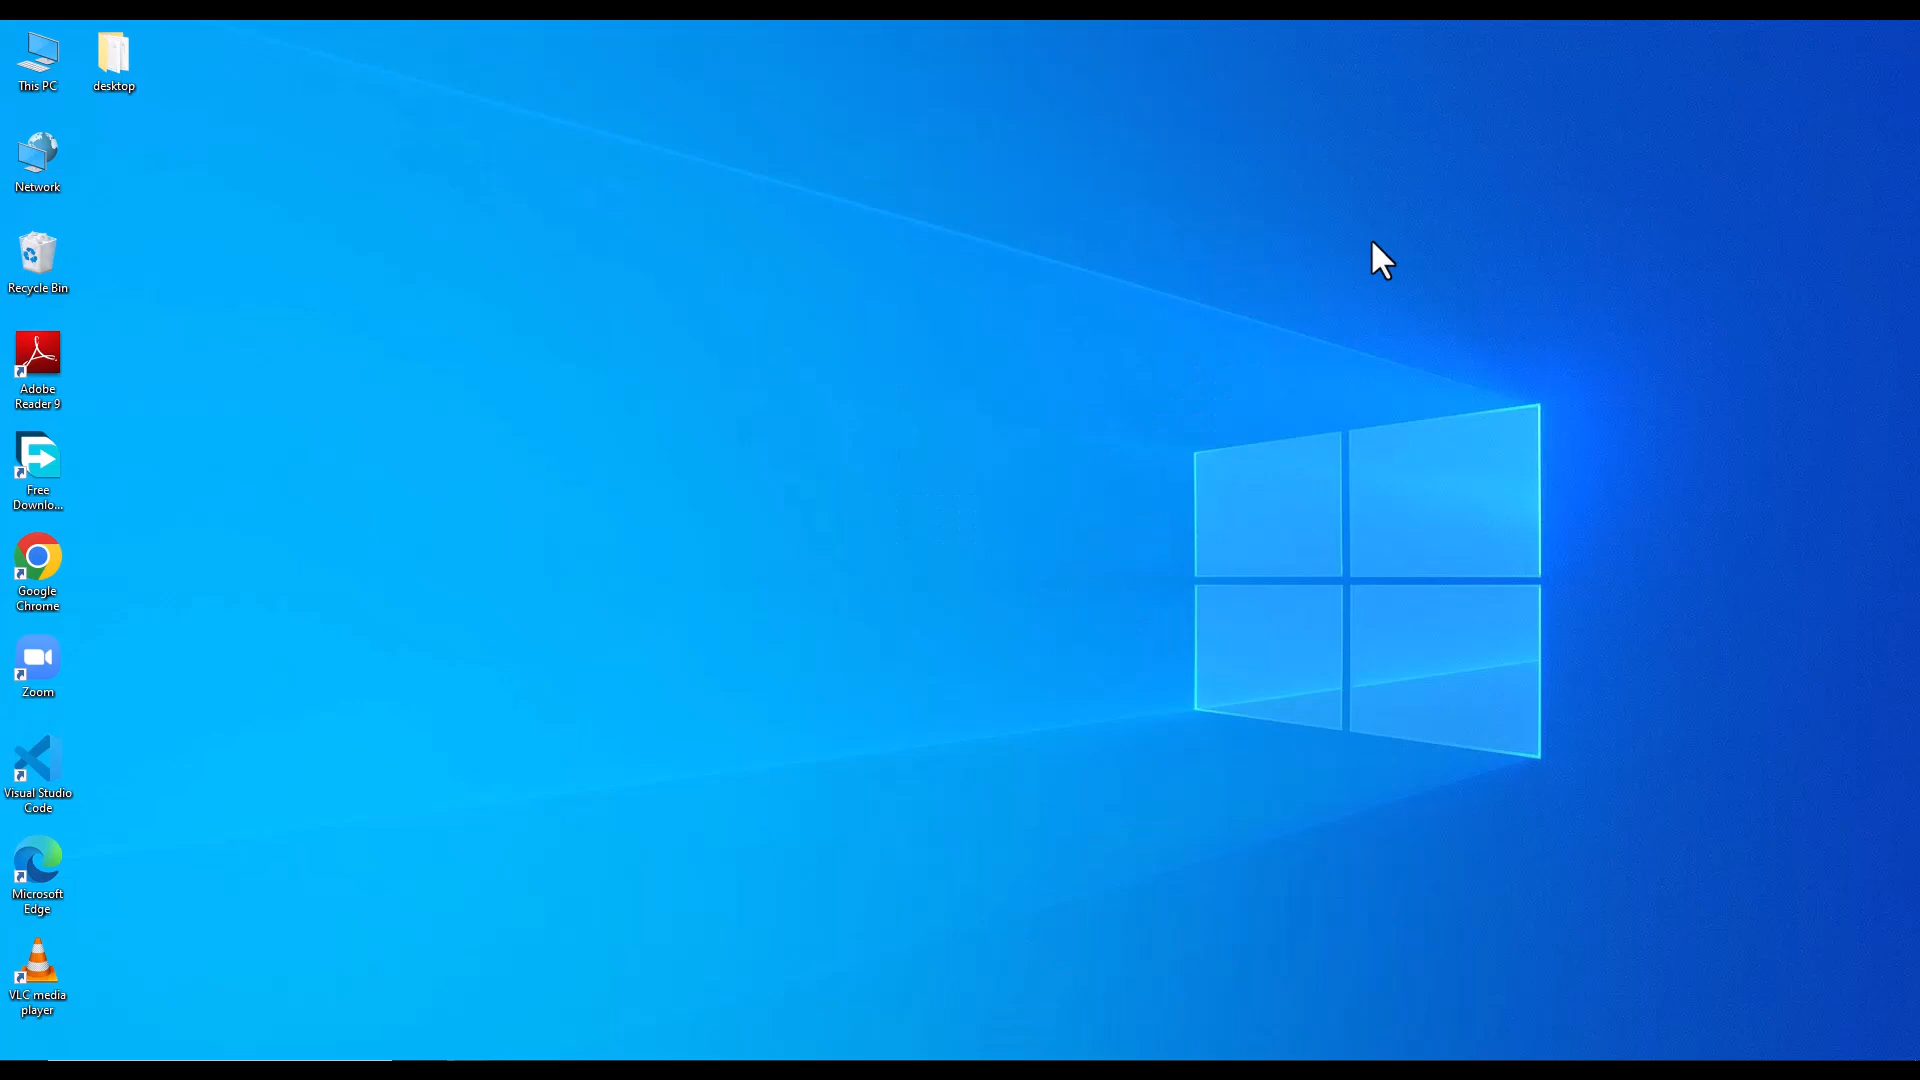 This PC
desktop
Network
Recycle Bin
Adobe
Reader 9
Free
Downlo...
Google
Chrome
Zoom
Visual Studio
Code
Microsoft
Edge
VLC media
player